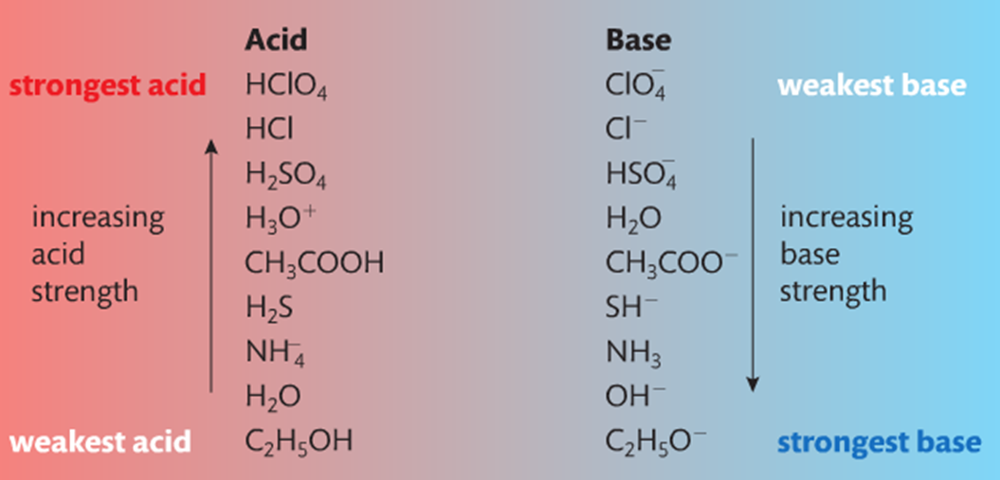 Acid Base
strongest acid HClO₄ ClO₄⁻ weakest base
HCl Cl⁻
H₂SO₄ HSO₄⁻
increasing acid strength H₃O⁺ H₂O increasing base strength
CH₃COOH CH₃COO⁻
H₂S SH⁻
NH₄⁻ NH₃
H₂O OH⁻
weakest acid C₂H₅OH C₂H₅O⁻ strongest base